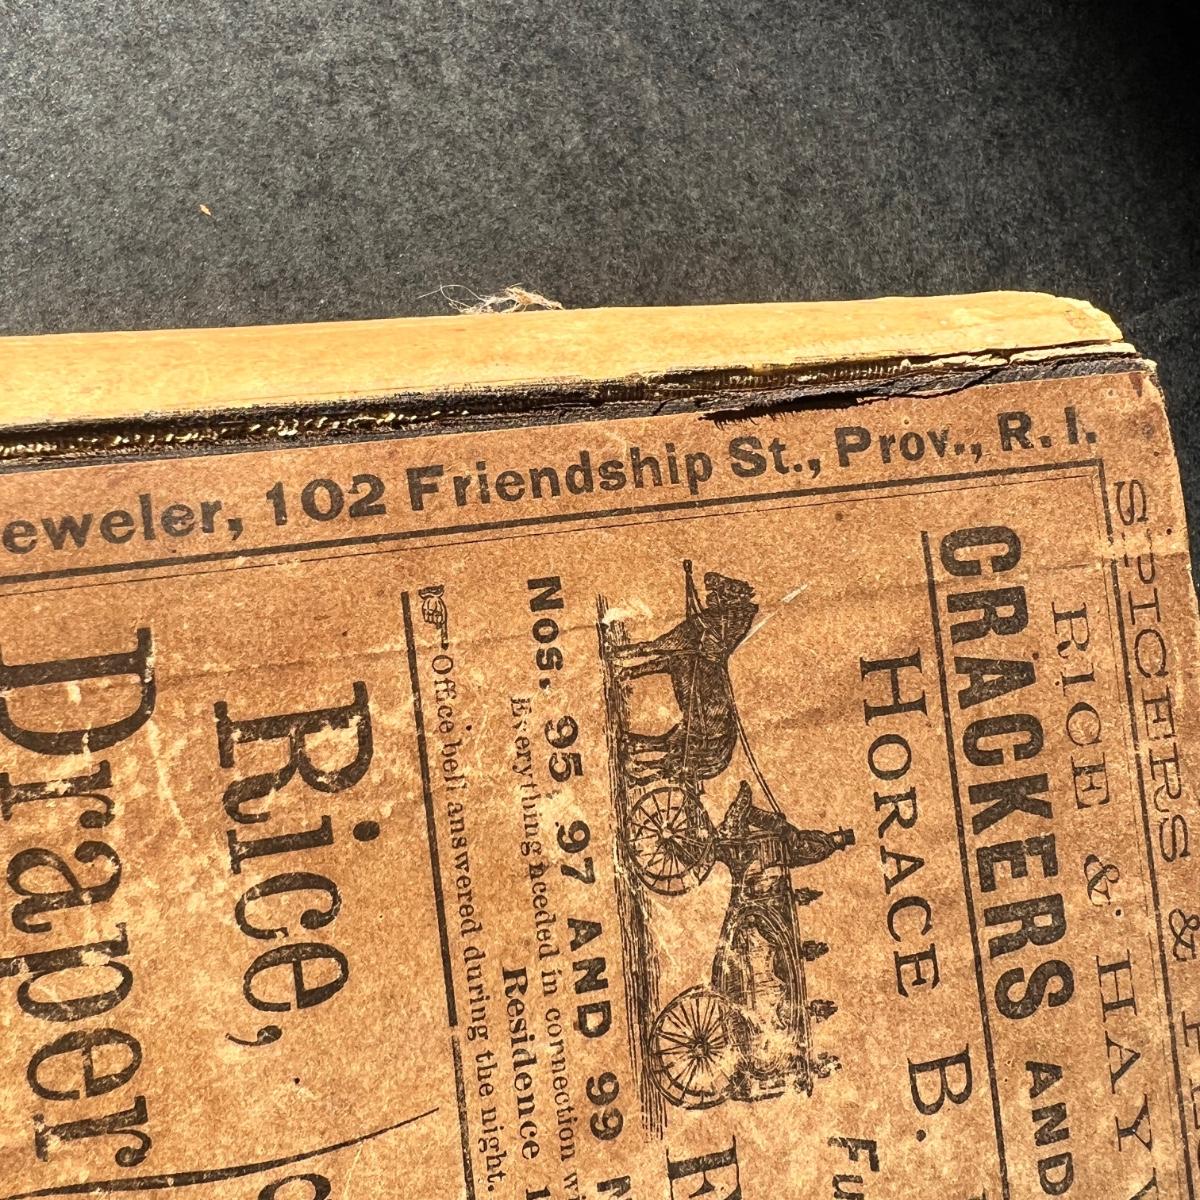 eweler, 102 Friendship St., Prov., R. I.
SPICERS &
RICE & HAY
CRACKERS AND
HORACE B.
Nos. 95, 97 AND 99
Everything needed in connection
Residence
Office bell answered during the night.
Rice,
Draper